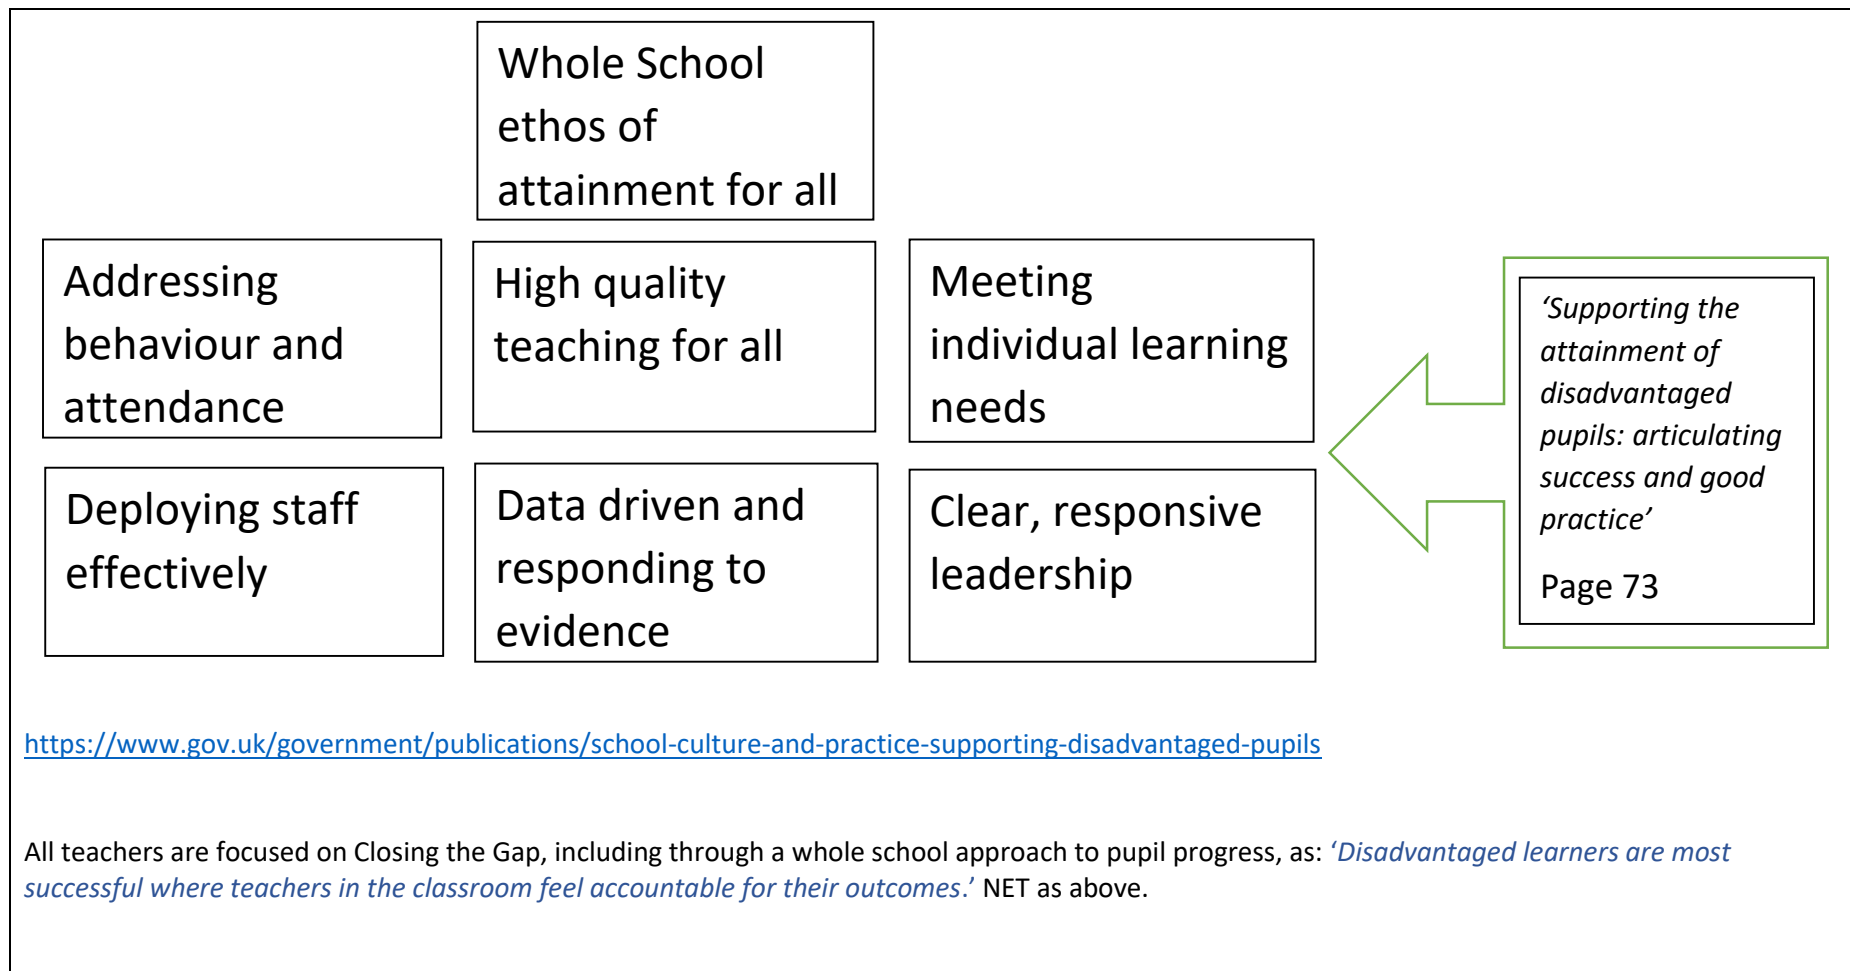 Whole School
ethos of
attainment for all
Addressing
behaviour and
attendance
High quality
teaching for all
Meeting
individual learning
needs
Deploying staff
effectively
Data driven and
responding to
evidence
Clear, responsive
leadership
‘Supporting the
attainment of
disadvantaged
pupils: articulating
success and good
practice’
Page 73
https://www.gov.uk/government/publications/school-culture-and-practice-supporting-disadvantaged-pupils
All teachers are focused on Closing the Gap, including through a whole school approach to pupil progress, as: ‘Disadvantaged learners are most
successful where teachers in the classroom feel accountable for their outcomes.’ NET as above.